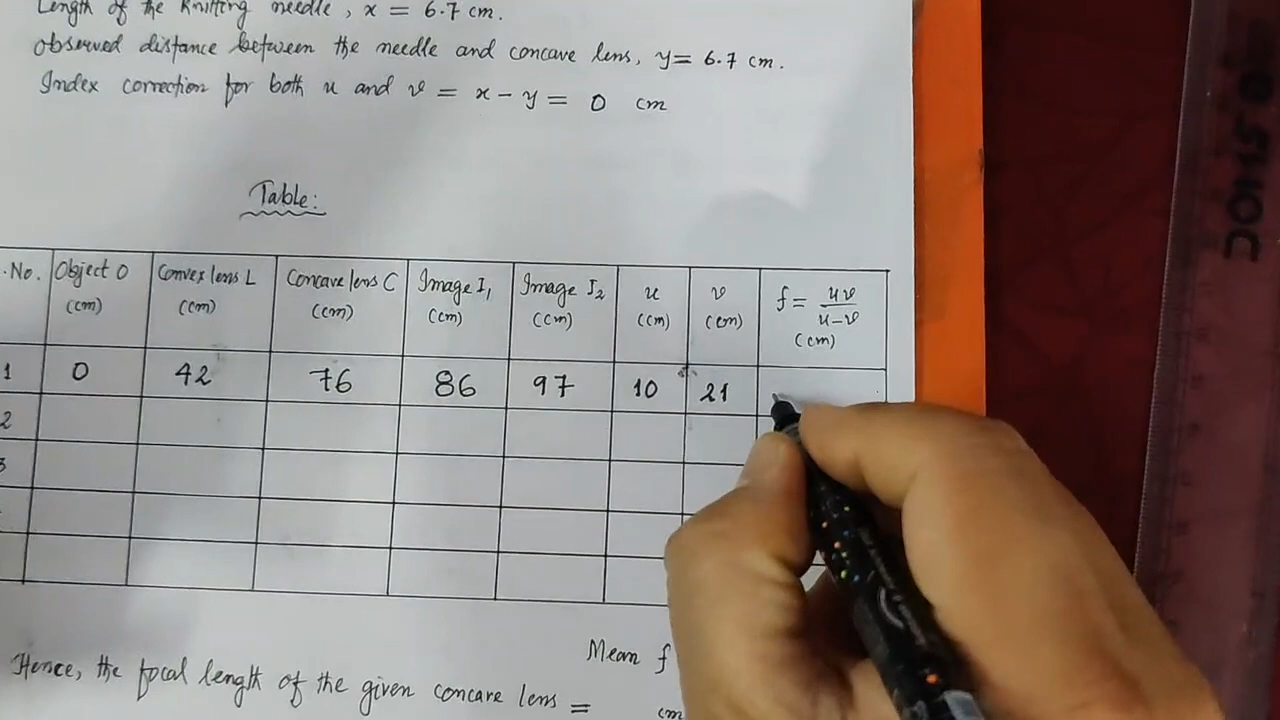 Length of the Knitting needle, x = 6.7 cm.
Observed distance between the needle and concave lens, y = 6.7 cm.
Index correction for both u and v = x - y = 0 cm
Table:
.No. Object O (cm) Convex lens L (cm) Concave lens C (cm) Image I₁ (cm) Image I₂ (cm) u (cm) v (cm) f = uv/u-v (cm)
1 0 42 76 86 97 10 21
2
3
Mean f
Hence, the focal length of the given concave lens = cm